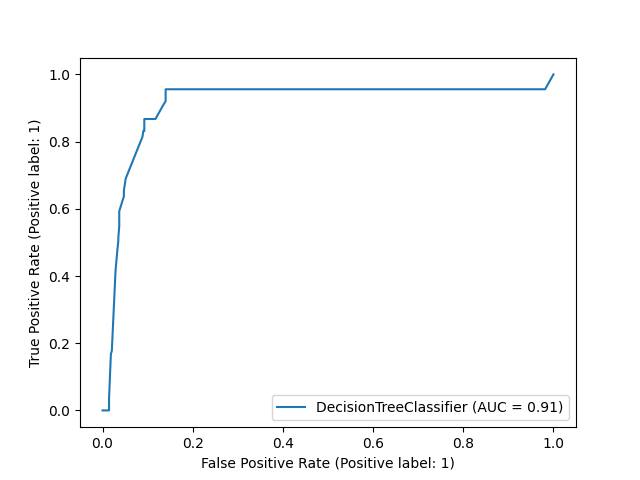 1.0
0.8
0.6
0.4
0.2
0.0
True Positive Rate (Positive label: 1)
DecisionTreeClassifier (AUC = 0.91)
0.0 0.2 0.4 0.6 0.8 1.0
False Positive Rate (Positive label: 1)